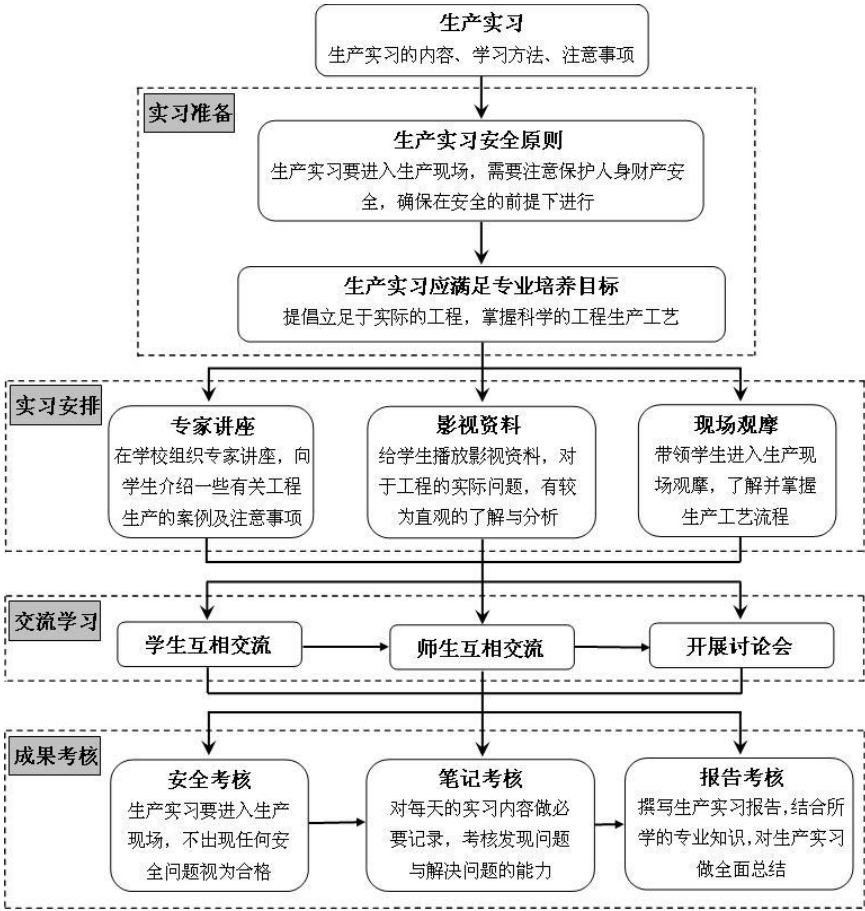 生产实习
生产实习的内容、学习方法、注意事项
实习准备
生产实习安全原则
生产实习要进入生产现场，需要注意保护人身财产安
全，确保在安全的前提下进行
生产实习应满足专业培养目标
提倡立足于实际的工程，掌握科学的工程生产工艺
实习安排
专家讲座
在学校组织专家讲座，向
学生介绍一些有关工程
生产的案例及注意事项
影视资料
给学生播放影视资料，对
于工程的实际问题，有较
为直观的了解与分析
现场观摩
带领学生进入生产现
场观摩，了解并掌握
生产工艺流程
交流学习
学生互相交流
师生互相交流
开展讨论会
成果考核
安全考核
生产实习要进入生产
现场，不出现任何安
全问题视为合格
笔记考核
对每天的实习内容做必
要记录，考核发现问题
与解决问题的能力
报告考核
撰写生产实习报告，结合所
学的专业知识，对生产实习
做全面总结